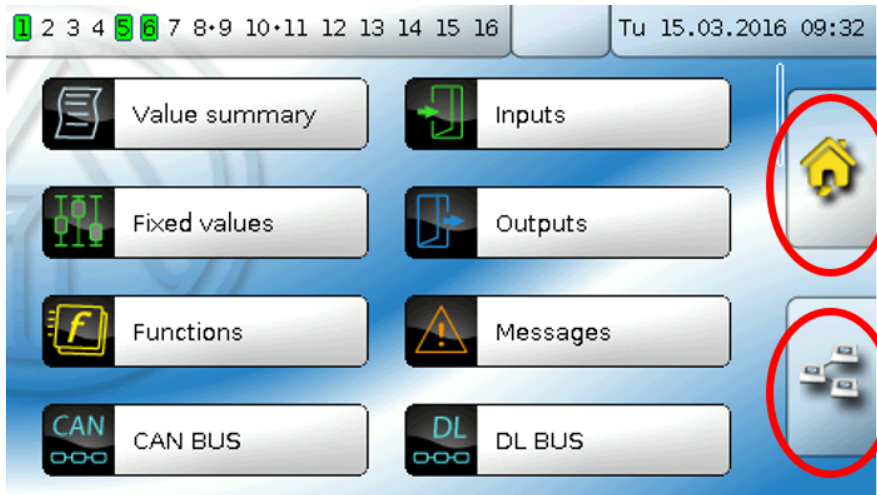 1 2 3 4 5 6 7 8•9 10•11 12 13 14 15 16 Tu 15.03.2016 09:32
Value summary Inputs
Fixed values Outputs
f Functions Messages
CAN CAN BUS DL DL BUS